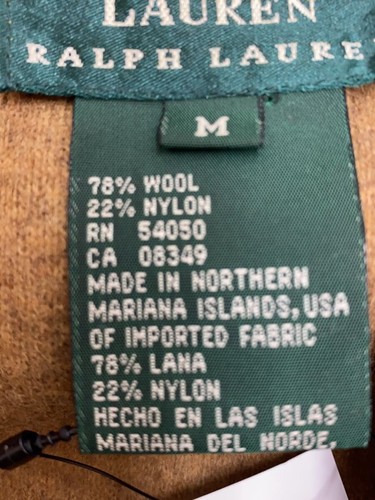 LAUREN
RALPH LAURE
M
78% WOOL
22% NYLON
RN 54050
CA 08349
MADE IN NORTHERN
MARIANA ISLANDS, USA
OF IMPORTED FABRIC
78% LANA
22% NYLON
HECHO EN LAS ISLAS
MARIANA DEL NORDE,